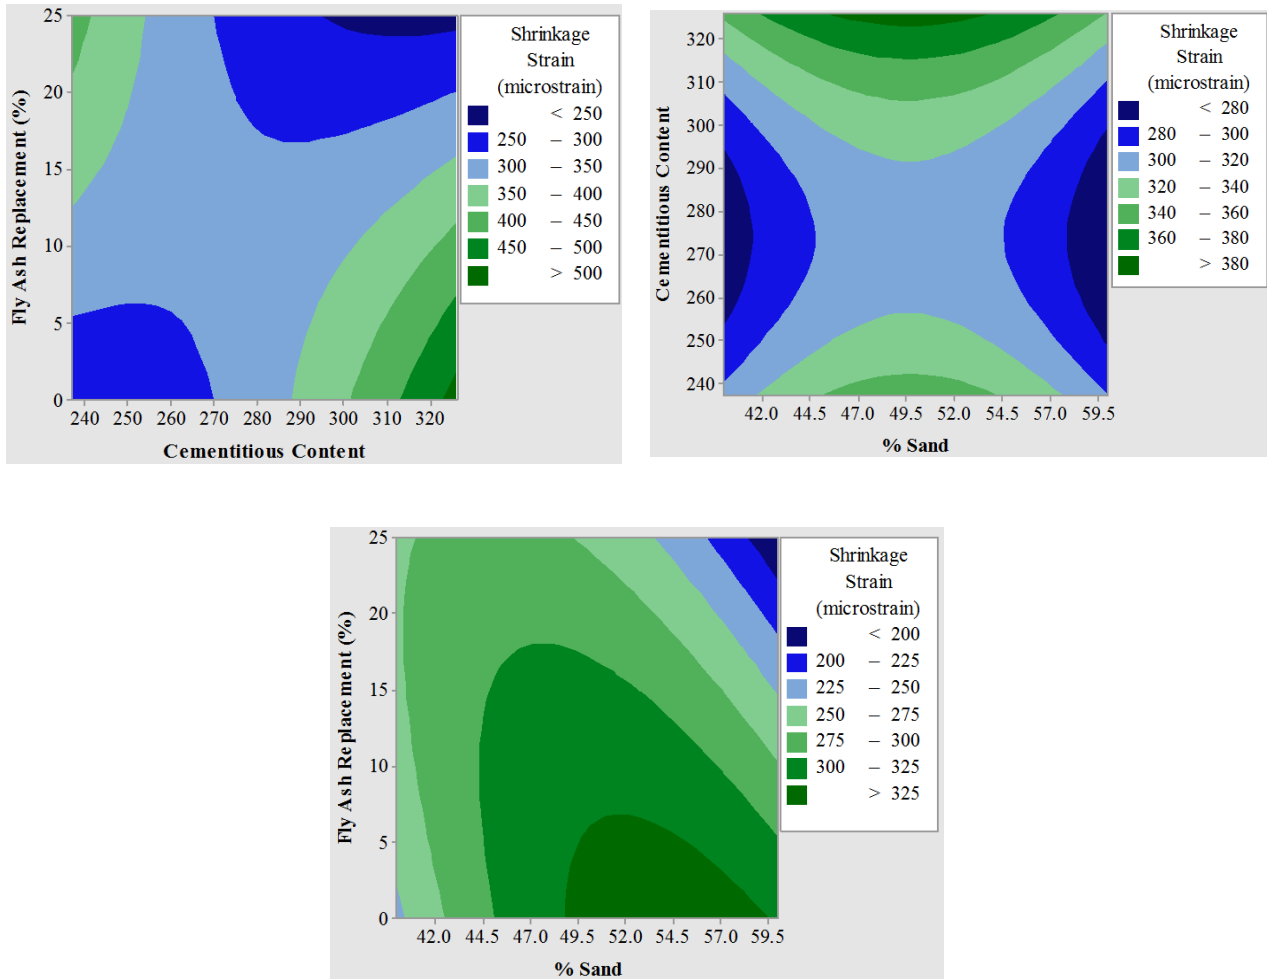 Shrinkage
Strain
(microstrain)
< 250
250 – 300
300 – 350
350 – 400
400 – 450
450 – 500
> 500
Fly Ash Replacement (%)
25
20
15
10
5
0
240 250 260 270 280 290 300 310 320
Cementitious Content
Shrinkage
Strain
(microstrain)
< 280
280 – 300
300 – 320
320 – 340
340 – 360
360 – 380
> 380
Cementitious Content
320
310
300
290
280
270
260
250
240
42.0 44.5 47.0 49.5 52.0 54.5 57.0 59.5
% Sand
Shrinkage
Strain
(microstrain)
< 200
200 – 225
225 – 250
250 – 275
275 – 300
300 – 325
> 325
Fly Ash Replacement (%)
25
20
15
10
5
0
42.0 44.5 47.0 49.5 52.0 54.5 57.0 59.5
% Sand